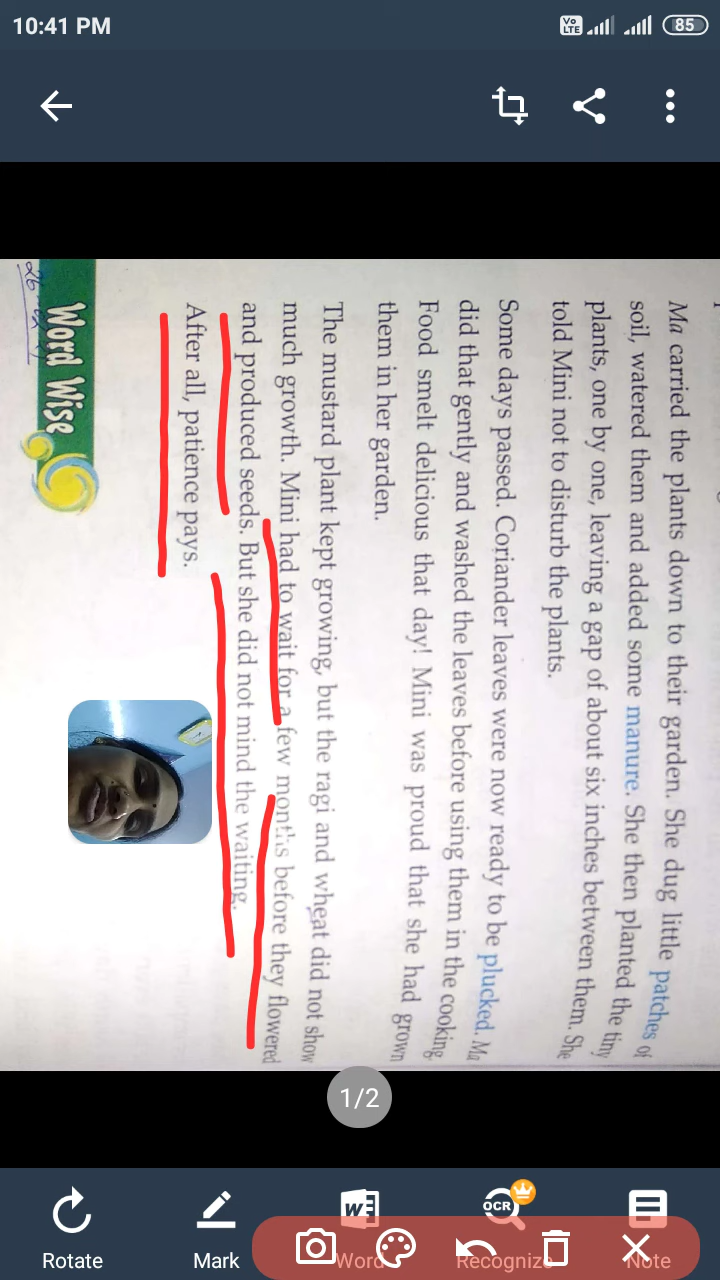 10:41 PM
Vo LTE
85
Ma carried the plants down to their garden. She dug little patches of
soil, watered them and added some manure. She then planted the tiny
plants, one by one, leaving a gap of about six inches between them. She
told Mini not to disturb the plants.
Some days passed. Coriander leaves were now ready to be plucked. Ma
did that gently and washed the leaves before using them in the cooking.
Food smelt delicious that day! Mini was proud that she had grown
them in her garden.
The mustard plant kept growing, but the ragi and wheat did not show
much growth. Mini had to wait for a few months before they flowered
and produced seeds. But she did not mind the waiting.
After all, patience pays.
Word Wise
1/2
W
OCR
Rotate
Mark
Word
Recognize
Note